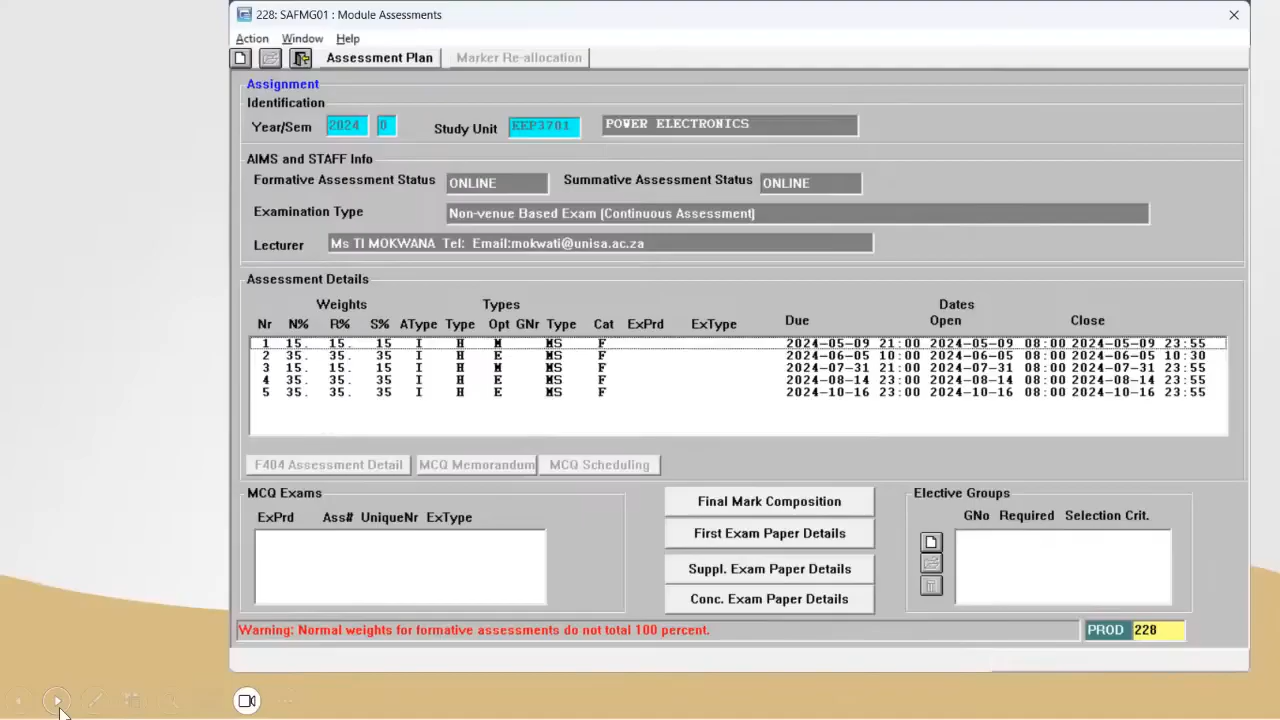 228: SAFMG01 : Module Assessments
Action Window Help
Assessment Plan Marker Re-allocation
Assignment
Identification
Year/Sem 2024 0 Study Unit EEP3701 POWER ELECTRONICS
AIMS and STAFF Info
Formative Assessment Status ONLINE Summative Assessment Status ONLINE
Examination Type Non-venue Based Exam (Continuous Assessment)
Lecturer Ms TI MOKWANA Tel: Email:mokwati@unisa.ac.za
Assessment Details
Weights Types Dates
Nr N% R% S% AType Type Opt GNr Type Cat ExPrd ExType Due Open Close
1 15. 15. 15 I H M MS F 2024-05-09 21:00 2024-05-09 08:00 2024-05-09 23:55
2 35. 35. 35 I H E MS F 2024-06-05 10:00 2024-06-05 08:00 2024-06-05 10:30
3 15. 15. 15 I H M MS F 2024-07-31 21:00 2024-07-31 08:00 2024-07-31 23:55
4 35. 35. 35 I H E MS F 2024-08-14 23:00 2024-08-14 08:00 2024-08-14 23:55
5 35. 35. 35 I H E MS F 2024-10-16 23:00 2024-10-16 08:00 2024-10-16 23:55
F404 Assessment Detail MCQ Memorandum MCQ Scheduling
MCQ Exams
ExPrd Ass# UniqueNr ExType
Final Mark Composition
First Exam Paper Details
Suppl. Exam Paper Details
Conc. Exam Paper Details
Elective Groups
GNo Required Selection Crit.
Warning: Normal weights for formative assessments do not total 100 percent.
PROD 228